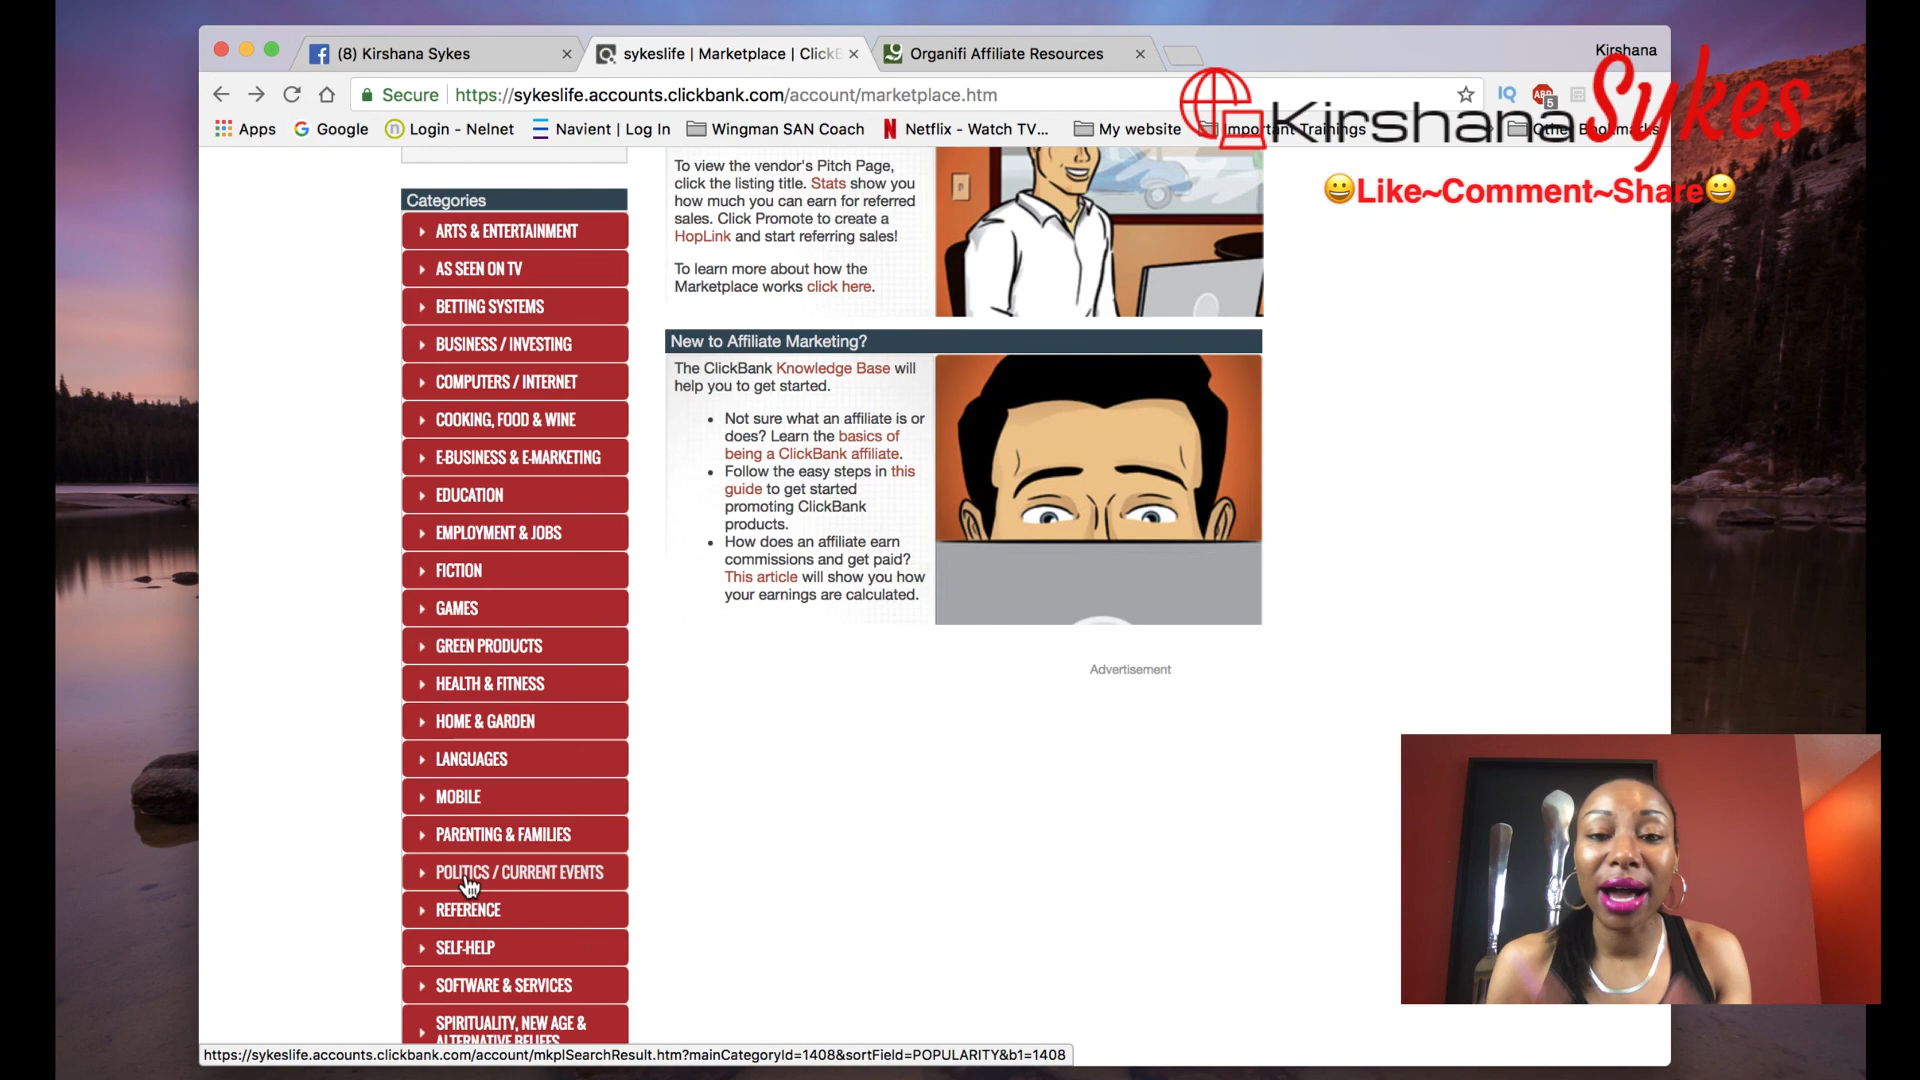 (8) Kirshana Sykes
sykeslife | Marketplace | ClickB
Organifi Affiliate Resources
Kirshana
Secure
https://sykeslife.accounts.clickbank.com/account/marketplace.htm
IQ
ABP
5
Apps
Google
Login - Nelnet
Navient | Log In
Wingman SAN Coach
Netflix - Watch TV...
My website
Important Trainings
Other Bookmarks
Kirshana Sykes
😀Like~Comment~Share😀
Categories
ARTS & ENTERTAINMENT
AS SEEN ON TV
BETTING SYSTEMS
BUSINESS / INVESTING
COMPUTERS / INTERNET
COOKING, FOOD & WINE
E-BUSINESS & E-MARKETING
EDUCATION
EMPLOYMENT & JOBS
FICTION
GAMES
GREEN PRODUCTS
HEALTH & FITNESS
HOME & GARDEN
LANGUAGES
MOBILE
PARENTING & FAMILIES
POLITICS / CURRENT EVENTS
REFERENCE
SELF-HELP
SOFTWARE & SERVICES
SPIRITUALITY, NEW AGE &
ALTERNATIVE BELIEFS
To view the vendor's Pitch Page,
click the listing title. Stats show you
how much you can earn for referred
sales. Click Promote to create a
HopLink and start referring sales!
To learn more about how the
Marketplace works click here.
New to Affiliate Marketing?
The ClickBank Knowledge Base will
help you to get started.
• Not sure what an affiliate is or
does? Learn the basics of
being a ClickBank affiliate.
• Follow the easy steps in this
guide to get started
promoting ClickBank
products.
• How does an affiliate earn
commissions and get paid?
This article will show you how
your earnings are calculated.
Advertisement
https://sykeslife.accounts.clickbank.com/account/mkplSearchResult.htm?mainCategoryId=1408&sortField=POPULARITY&b1=1408